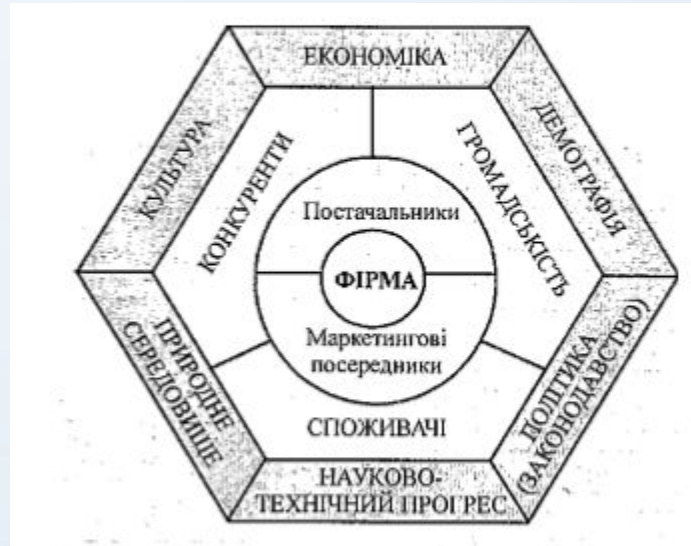 ЕКОНОМІКА
КУЛЬТУРА
ДЕМОГРАФІЯ
КОНКУРЕНТИ
ГРОМАДСЬКІСТЬ
Постачальники
ФІРМА
Маркетингові
посередники
СПОЖИВАЧІ
ПРИРОДНЕ
СЕРЕДОВИЩЕ
ПОЛІТИКА
(ЗАКОНОДАВСТВО)
НАУКОВО-
ТЕХНІЧНИЙ ПРОГРЕС